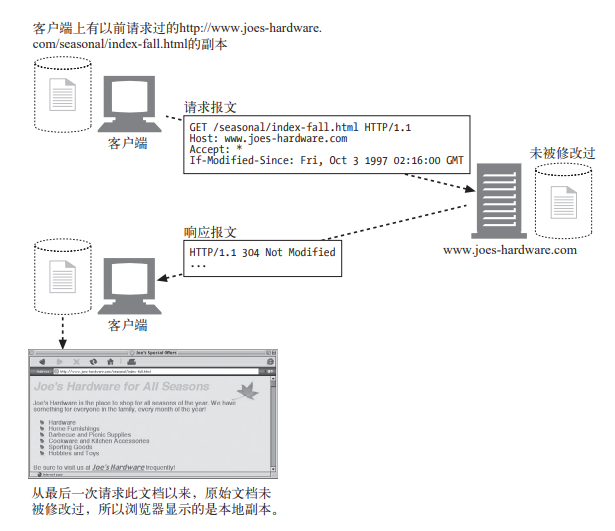 客户端上有以前请求过的http://www.joes-hardware.
com/seasonal/index-fall.html的副本
客户端
请求报文
GET /seasonal/index-fall.html HTTP/1.1
Host: www.joes-hardware.com
Accept: *
If-Modified-Since: Fri, Oct 3 1997 02:16:00 GMT
未被修改过
www.joes-hardware.com
响应报文
HTTP/1.1 304 Not Modified
...
客户端
Joe's Special Offers
http://www.joes-hardware.com/seasonal/index-fall.html
Joe's Hardware for All Seasons
Joe's Hardware is the place to shop for all seasons of the year. We have
something for everyone in the family, every month of the year!
Hardware
Home Furnishings
Barbecue and Picnic Supplies
Cookware and Kitchen Accessories
Sporting Goods
Hobbies and Toys
Be sure to visit us at Joe's Hardware frequently!
从最后一次请求此文档以来，原始文档未
被修改过，所以浏览器显示的是本地副本。